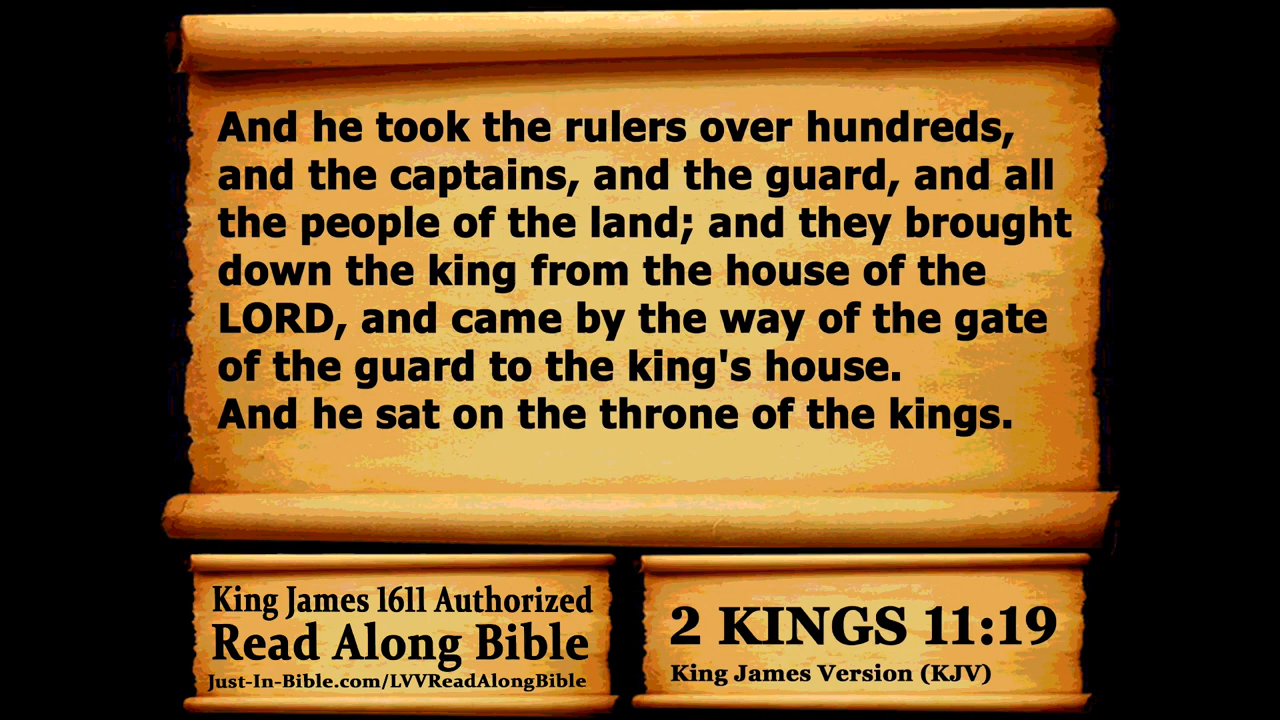 And he took the rulers over hundreds,
and the captains, and the guard, and all
the people of the land; and they brought
down the king from the house of the
LORD, and came by the way of the gate
of the guard to the king's house.
And he sat on the throne of the kings.
King James 1611 Authorized
Read Along Bible
Just-In-Bible.com/LVVReadAlongBible
2 KINGS 11:19
King James Version (KJV)